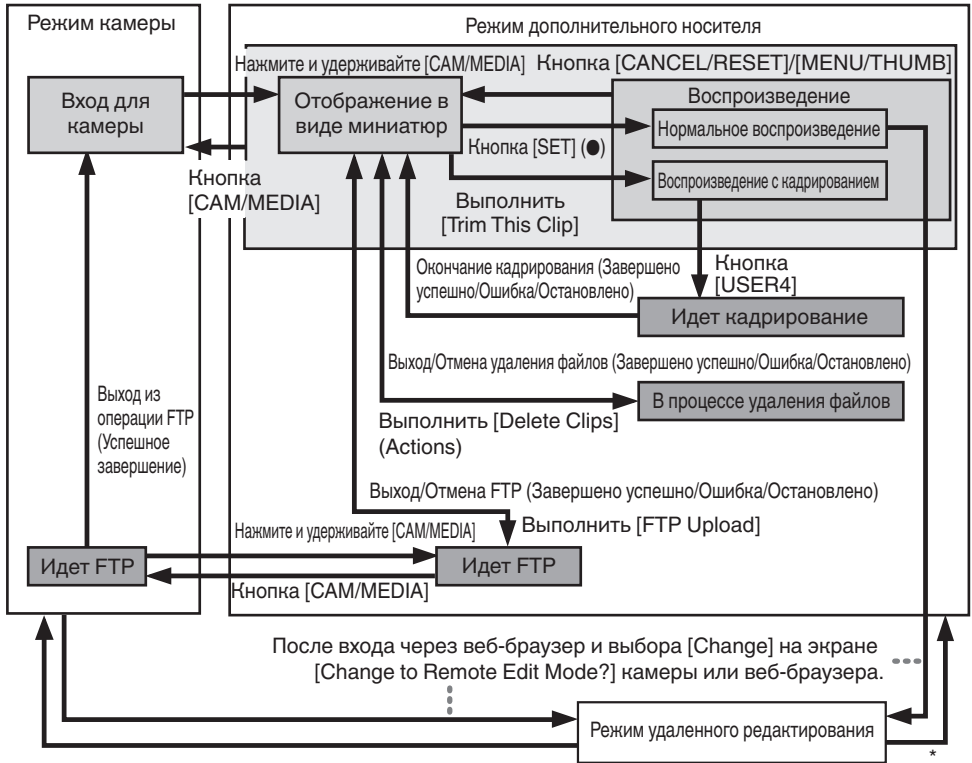 Режим камеры
Режим дополнительного носителя
Нажмите и удерживайте [CAM/MEDIA]
Кнопка [CANCEL/RESET]/[MENU/THUMB]
Вход для
камеры
Отображение в
виде миниатюр
Воспроизведение
Нормальное воспроизведение
Кнопка [SET] (●)
Воспроизведение с кадрированием
Кнопка
[CAM/MEDIA]
Выполнить
[Trim This Clip]
Окончание кадрирования (Завершено
успешно/Ошибка/Остановлено)
Кнопка
[USER4]
Идет кадрирование
Выход/Отмена удаления файлов (Завершено успешно/Ошибка/Остановлено)
В процессе удаления файлов
Выполнить [Delete Clips]
(Actions)
Выход из
операции FTP
(Успешное
завершение)
Выход/Отмена FTP (Завершено успешно/Ошибка/Остановлено)
Выполнить [FTP Upload]
Нажмите и удерживайте [CAM/MEDIA]
Идет FTP
Идет FTP
Кнопка [CAM/MEDIA]
После входа через веб-браузер и выбора [Change] на экране
[Change to Remote Edit Mode?] камеры или веб-браузера.
Режим удаленного редактирования
*